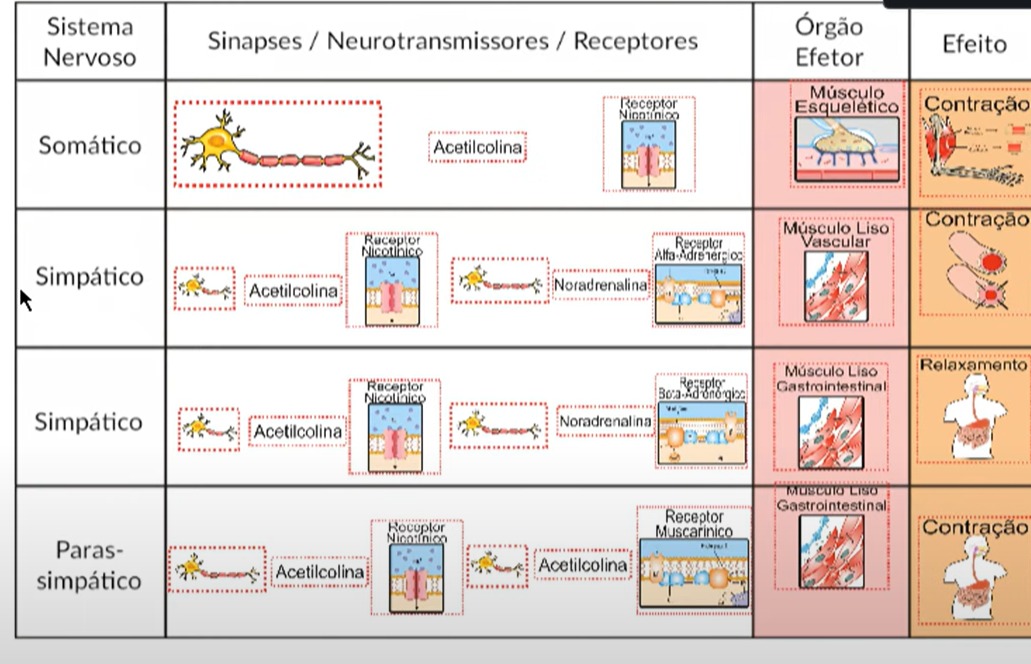 Sistema
Nervoso
Sinapses / Neurotransmissores / Receptores
Órgão
Efetor
Efeito
Somático
Acetilcolina
Receptor
Nicotínico
Músculo
Esquelético
Contração
Simpático
Acetilcolina
Receptor
Nicotínico
Noradrenalina
Receptor
Alfa-Adrenérgico
Músculo Liso
Vascular
Contração
Simpático
Acetilcolina
Receptor
Nicotínico
Noradrenalina
Receptor
Beta-Adrenérgico
Músculo Liso
Gastrointestinal
Relaxamento
Paras-
simpático
Acetilcolina
Receptor
Nicotínico
Acetilcolina
Receptor
Muscarínico
Músculo Liso
Gastrointestinal
Contração